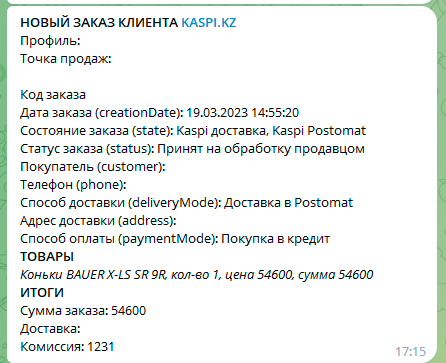 НОВЫЙ ЗАКАЗ КЛИЕНТА KASPI.KZ
Профиль:
Точка продаж:
Код заказа
Дата заказа (creationDate): 19.03.2023 14:55:20
Состояние заказа (state): Kaspi доставка, Kaspi Postomat
Статус заказа (status): Принят на обработку продавцом
Покупатель (customer):
Телефон (phone):
Способ доставки (deliveryMode): Доставка в Postomat
Адрес доставки (address):
Способ оплаты (paymentMode): Покупка в кредит
ТОВАРЫ
Коньки BAUER X-LS SR 9R, кол-во 1, цена 54600, сумма 54600
ИТОГИ
Сумма заказа: 54600
Доставка:
Комиссия: 1231
17:15